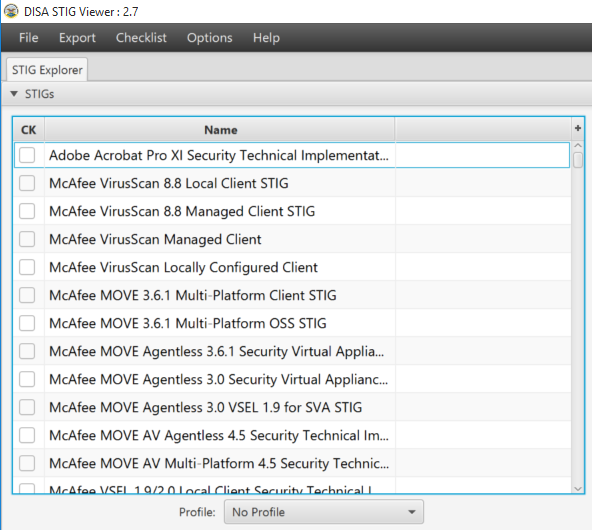 DISA STIG Viewer : 2.7
File Export Checklist Options Help
STIG Explorer
STIGs
CK Name +
Adobe Acrobat Pro XI Security Technical Implementat...
McAfee VirusScan 8.8 Local Client STIG
McAfee VirusScan 8.8 Managed Client STIG
McAfee VirusScan Managed Client
McAfee VirusScan Locally Configured Client
McAfee MOVE 3.6.1 Multi-Platform Client STIG
McAfee MOVE 3.6.1 Multi-Platform OSS STIG
McAfee MOVE Agentless 3.6.1 Security Virtual Applia...
McAfee MOVE Agentless 3.0 Security Virtual Applianc...
McAfee MOVE Agentless 3.0 VSEL 1.9 for SVA STIG
McAfee MOVE AV Agentless 4.5 Security Technical Im...
McAfee MOVE AV Multi-Platform 4.5 Security Technic...
McAfee VSEL 1.9/2.0 Local Client Security Technical I
Profile: No Profile